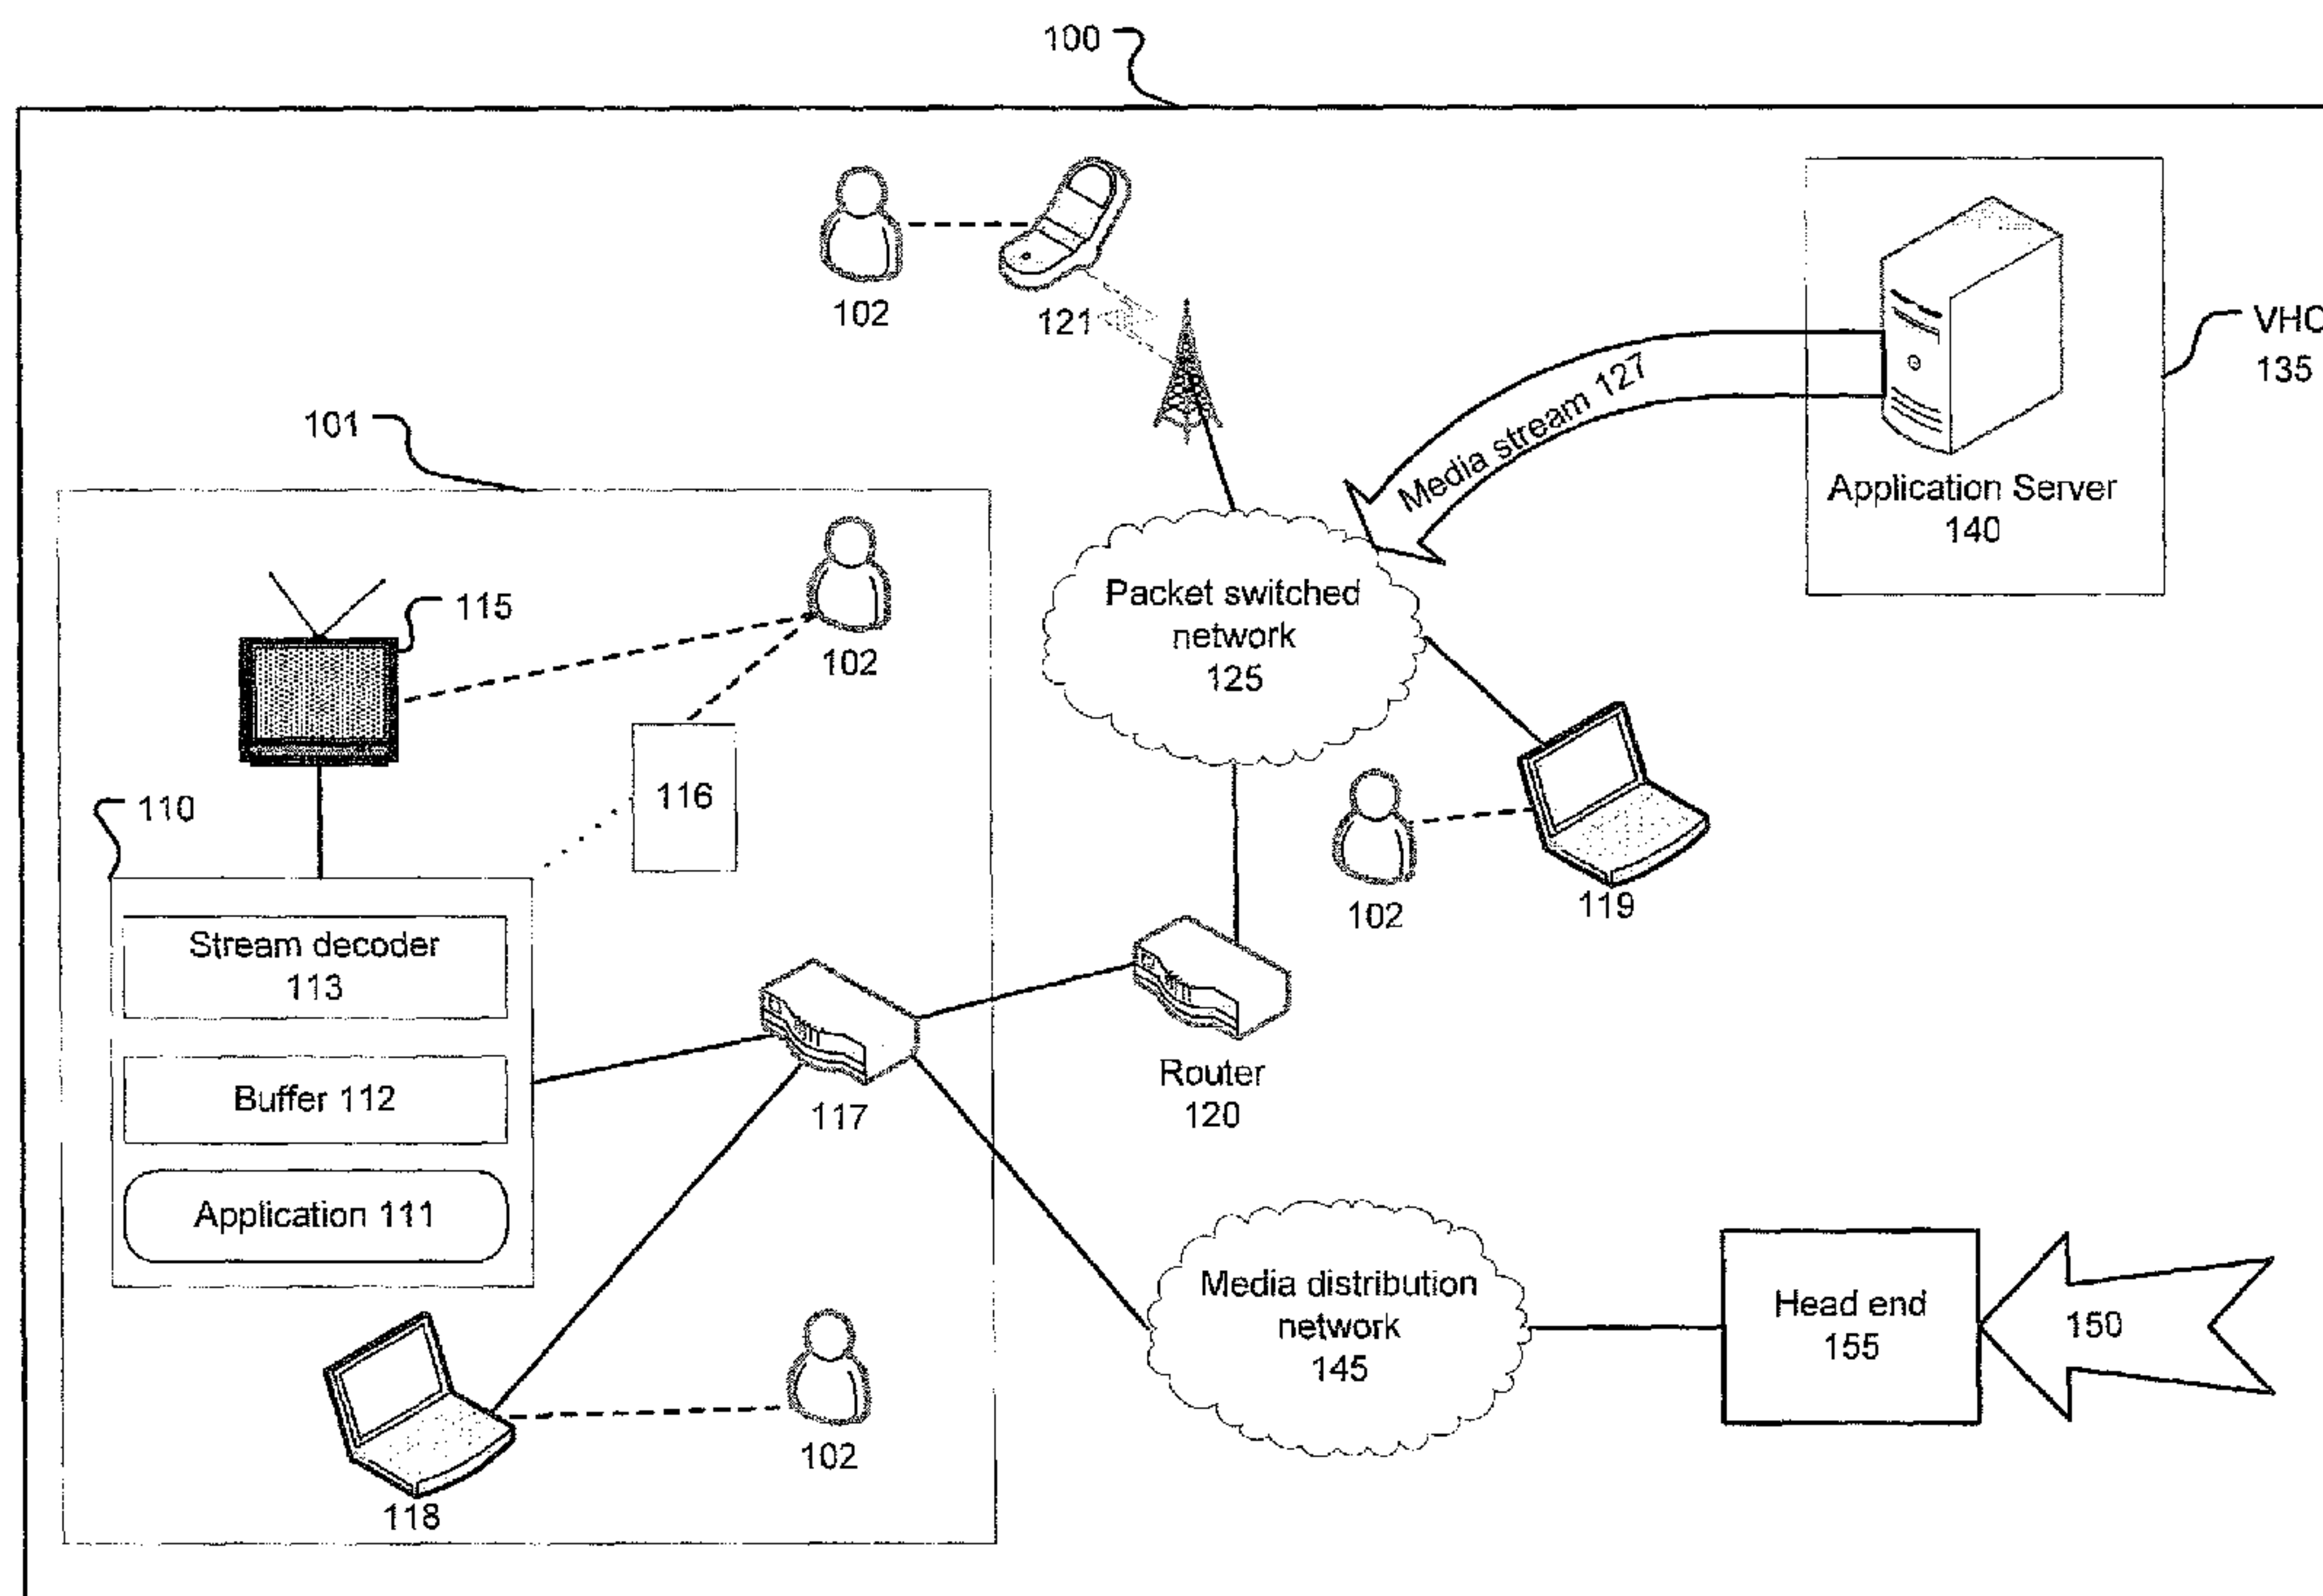 100
102
121
VHO
135
Media stream 127
Application Server
140
101
115
102
Packet switched
network
125
116
110
102
119
Stream decoder
113
Buffer 112
Application 111
117
Router
120
Media distribution
network
145
Head end
155
150
102
118